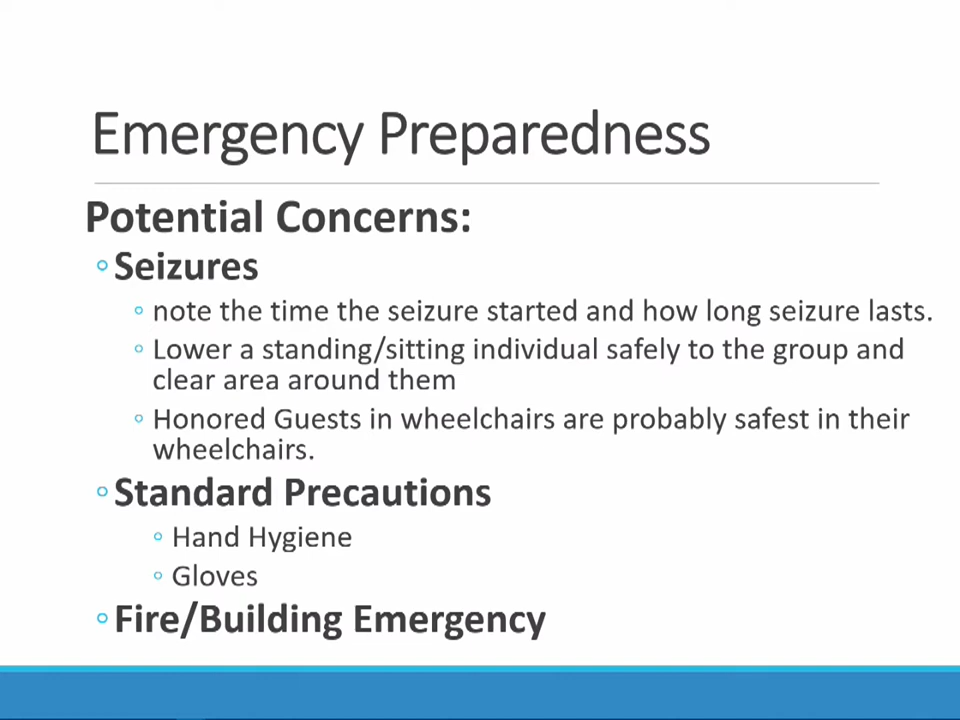 Emergency Preparedness
Potential Concerns:
◦Seizures
◦ note the time the seizure started and how long seizure lasts.
◦ Lower a standing/sitting individual safely to the group and
clear area around them
◦ Honored Guests in wheelchairs are probably safest in their
wheelchairs.
◦Standard Precautions
◦ Hand Hygiene
◦ Gloves
◦Fire/Building Emergency